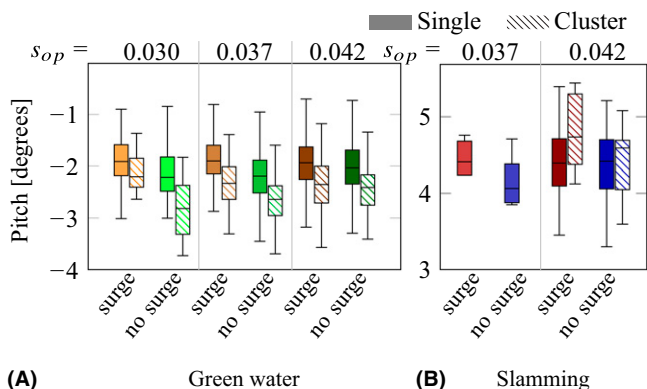 Single Cluster
s_op = 0.030 0.037 0.042 s_op = 0.037 0.042
Pitch [degrees]
−1
−2
−3
−4
5
4
3
surge no surge surge no surge surge no surge surge no surge surge no surge
(A) Green water (B) Slamming